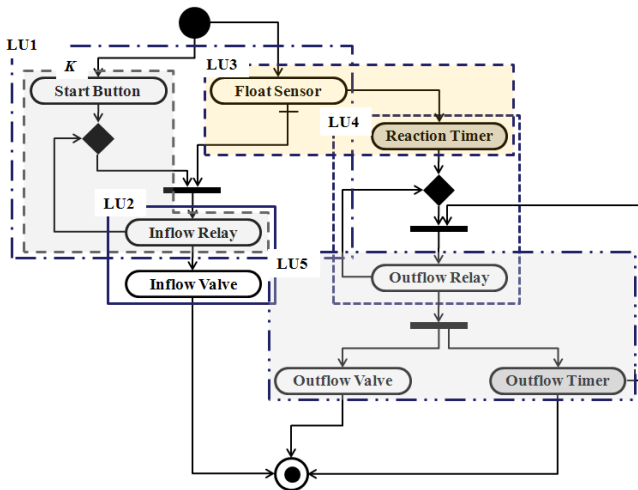 LU1
K
LU3
Start Button
Float Sensor
LU4
Reaction Timer
LU2
Inflow Relay
LU5
Outflow Relay
Inflow Valve
Outflow Valve
Outflow Timer